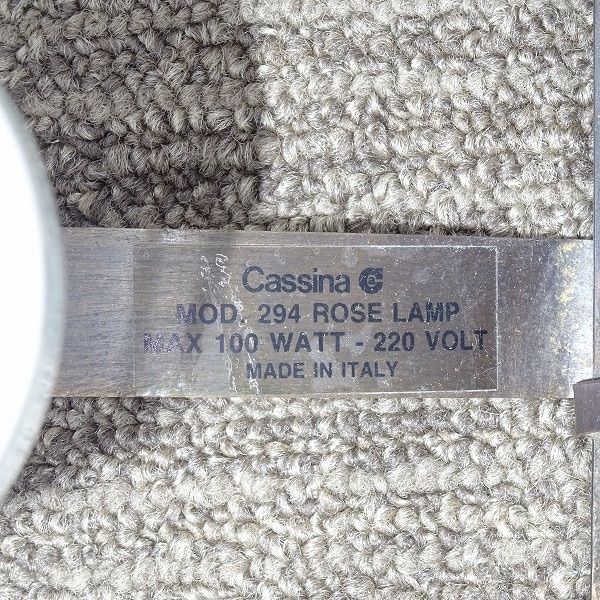 Cassina
MOD. 294 ROSE LAMP
MAX 100 WATT - 220 VOLT
MADE IN ITALY